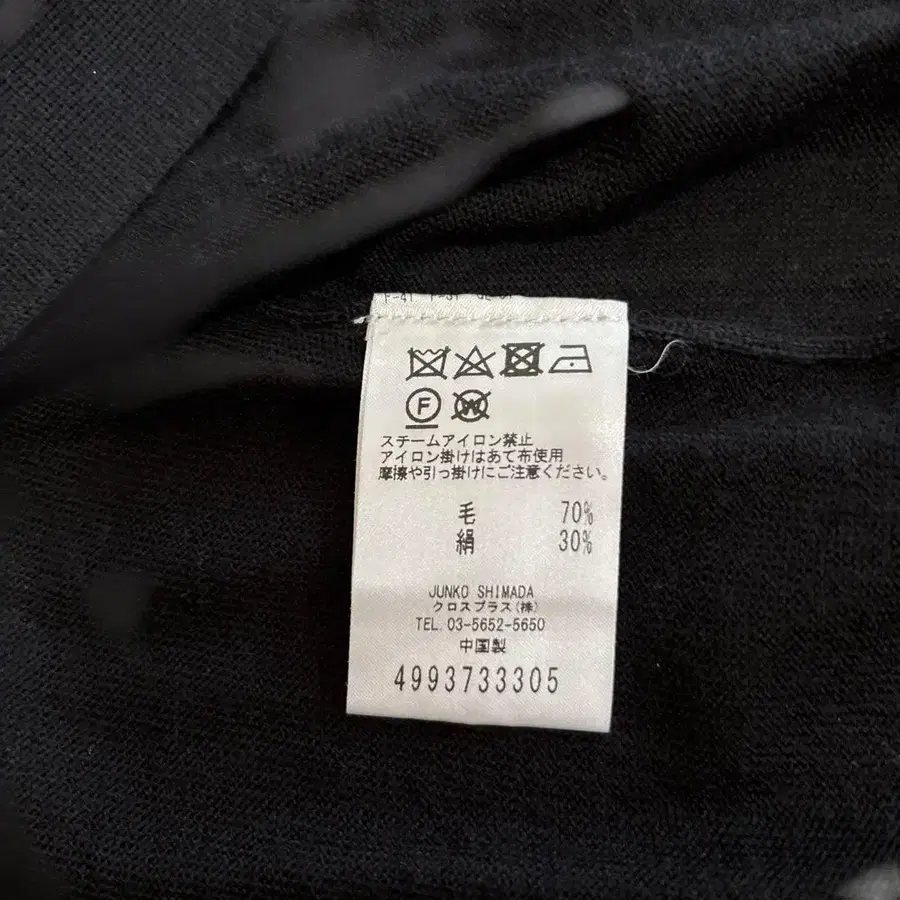 スチームアイロン禁止
アイロン掛けはあて布使用
摩擦や引っ掛けにご注意ください。
毛 70%
絹 30%
JUNKO SHIMADA
クロスプラス(株)
TEL. 03-5652-5650
中国製
4993733305